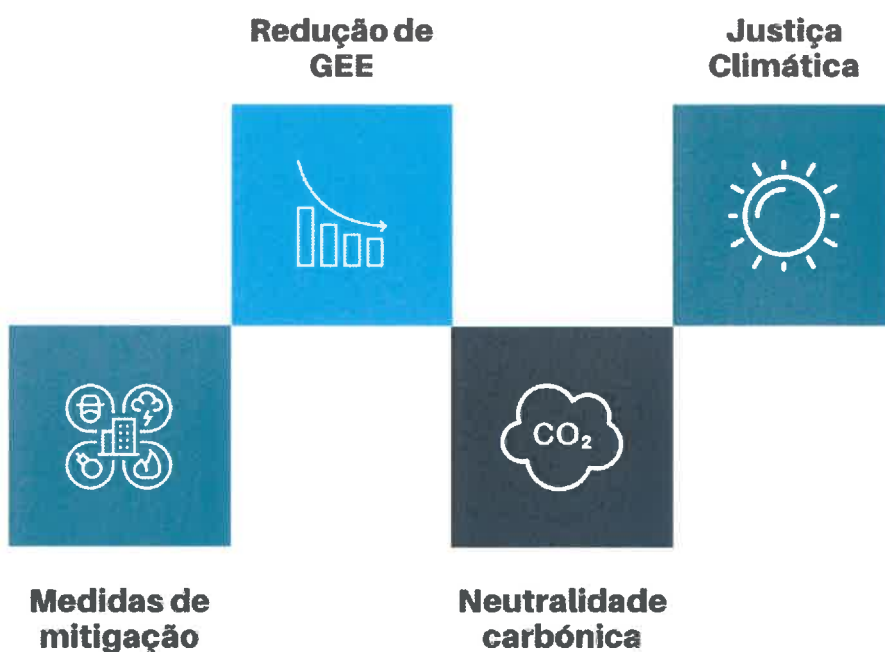 Redução de
GEE
Justiça
Climática
CO₂
Medidas de
mitigação
Neutralidade
carbónica